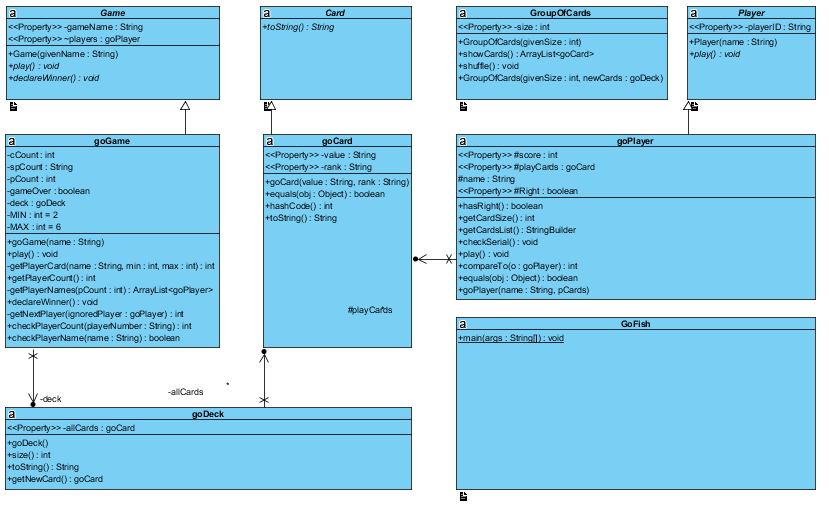 a
Game
<<Property>> -gameName : String
<<Property>> ~players : goPlayer
+Game(givenName : String)
+play() : void
+declareWinner() : void
a
Card
+toString() : String
a
GroupOfCards
<<Property>> -size : int
+GroupOfCards(givenSize : int)
+showCards() : ArrayList<goCard>
+shuffle() : void
+GroupOfCards(givenSize : int, newCards : goDeck)
a
Player
<<Property>> -playerID : String
+Player(name : String)
+play() : void
a
goGame
-cCount : int
-spCount : String
-pCount : int
-gameOver : boolean
-deck : goDeck
-MIN : int = 2
-MAX : int = 6
+goGame(name : String)
+play() : void
-getPlayerCard(name : String, min : int, max : int) : int
+getPlayerCount() : int
-getPlayerNames(pCount : int) : ArrayList<goPlayer>
+declareWinner() : void
-getNextPlayer(ignoredPlayer : goPlayer) : int
+checkPlayerCount(playerNumber : String) : int
+checkPlayerName(name : String) : boolean
a
goCard
<<Property>> -value : String
<<Property>> -rank : String
+goCard(value : String, rank : String)
+equals(obj : Object) : boolean
+hashCode() : int
+toString() : String
#playCards
*
a
goPlayer
<<Property>> #score : int
<<Property>> #playCards : goCard
#name : String
<<Property>> #Right : boolean
+hasRight() : boolean
+getCardSize() : int
+getCardsList() : StringBuilder
+checkSerial() : void
+play() : void
+compareTo(o : goPlayer) : int
+equals(obj : Object) : boolean
+goPlayer(name : String, pCards)
a
GoFish
+main(args : String[]) : void
-deck
-allCards
*
a
goDeck
<<Property>> -allCards : goCard
+goDeck()
+size() : int
+toString() : String
+getNewCard() : goCard